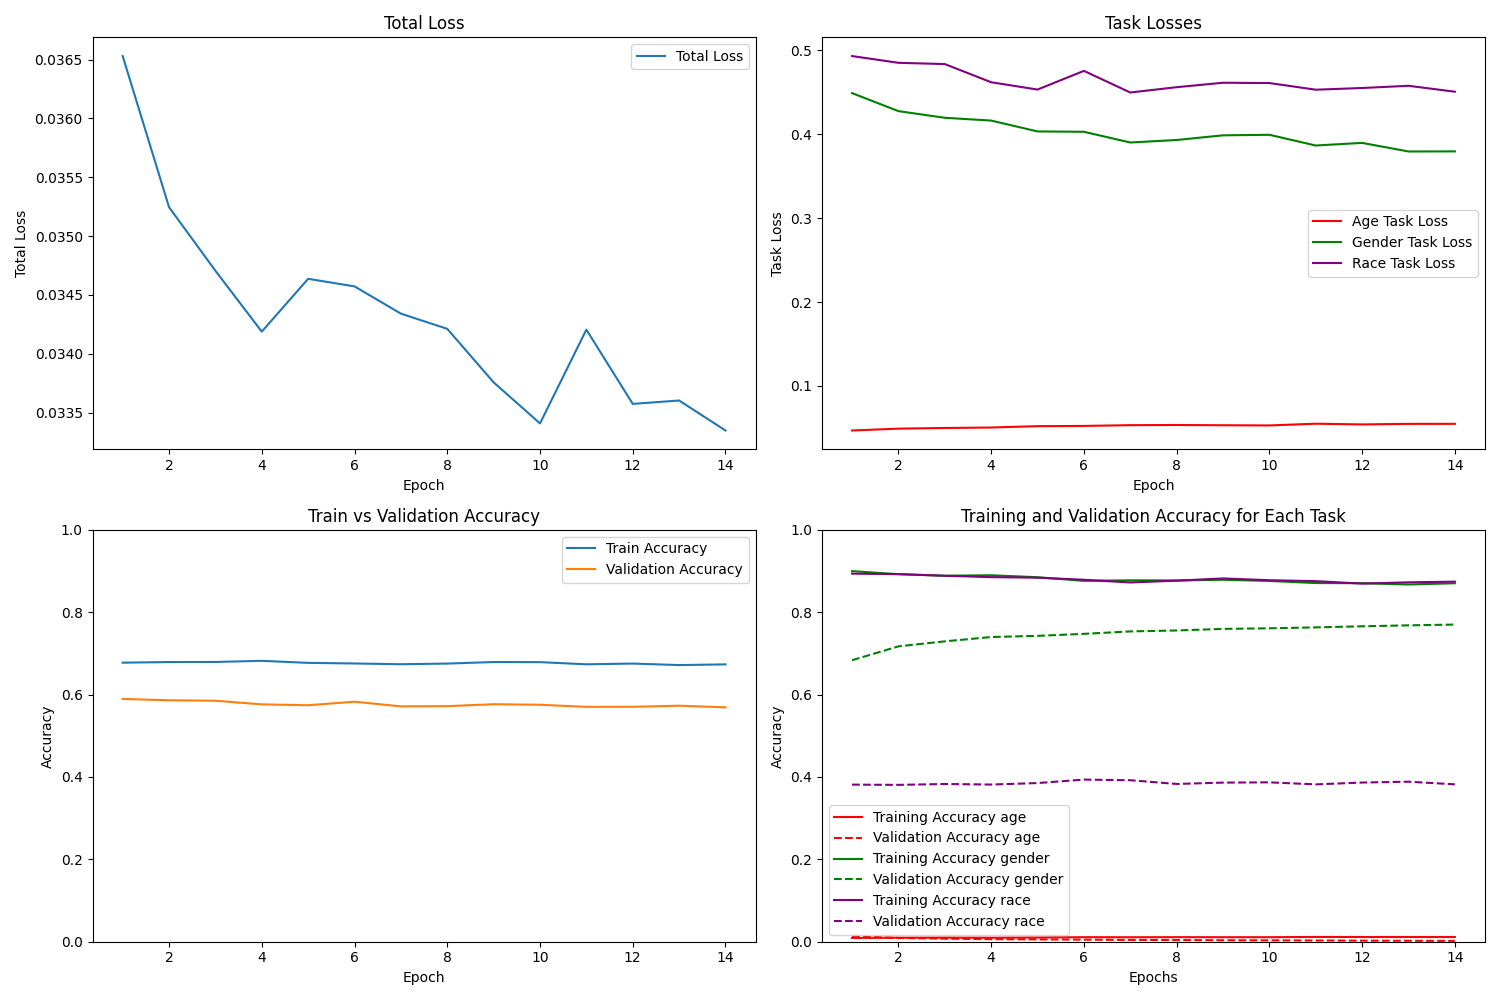 Total Loss
Total Loss
0.0365
0.0360
0.0355
0.0350
0.0345
0.0340
0.0335
Total Loss
2 4 6 8 10 12 14
Epoch
Task Losses
0.5
0.4
0.3
0.2
0.1
Task Loss
Age Task Loss
Gender Task Loss
Race Task Loss
2 4 6 8 10 12 14
Epoch
Train vs Validation Accuracy
Train Accuracy
Validation Accuracy
1.0
0.8
0.6
0.4
0.2
0.0
Accuracy
2 4 6 8 10 12 14
Epoch
Training and Validation Accuracy for Each Task
1.0
0.8
0.6
0.4
0.2
0.0
Accuracy
Training Accuracy age
Validation Accuracy age
Training Accuracy gender
Validation Accuracy gender
Training Accuracy race
Validation Accuracy race
2 4 6 8 10 12 14
Epochs